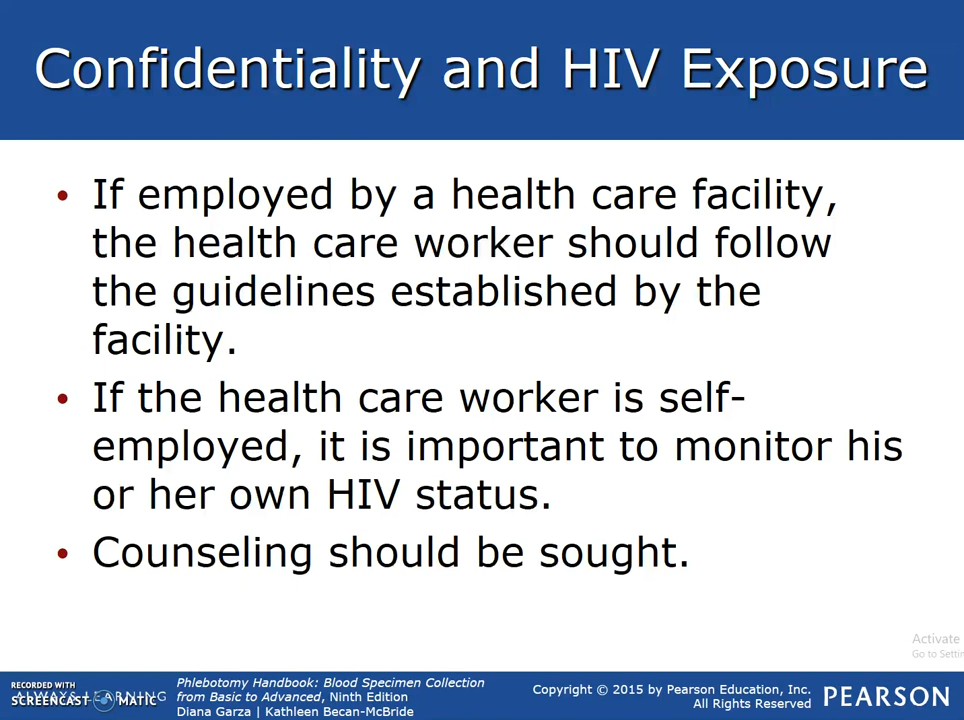 Confidentiality and HIV Exposure
• If employed by a health care facility,
the health care worker should follow
the guidelines established by the
facility.
• If the health care worker is self-
employed, it is important to monitor his
or her own HIV status.
• Counseling should be sought.
Activate
Go to Settin
RECORDED WITH
SCREENCAST MATIC
ALWAYS LEARNING
Phlebotomy Handbook: Blood Specimen Collection
from Basic to Advanced, Ninth Edition
Diana Garza | Kathleen Becan-McBride
Copyright © 2015 by Pearson Education, Inc.
All Rights Reserved
PEARSON